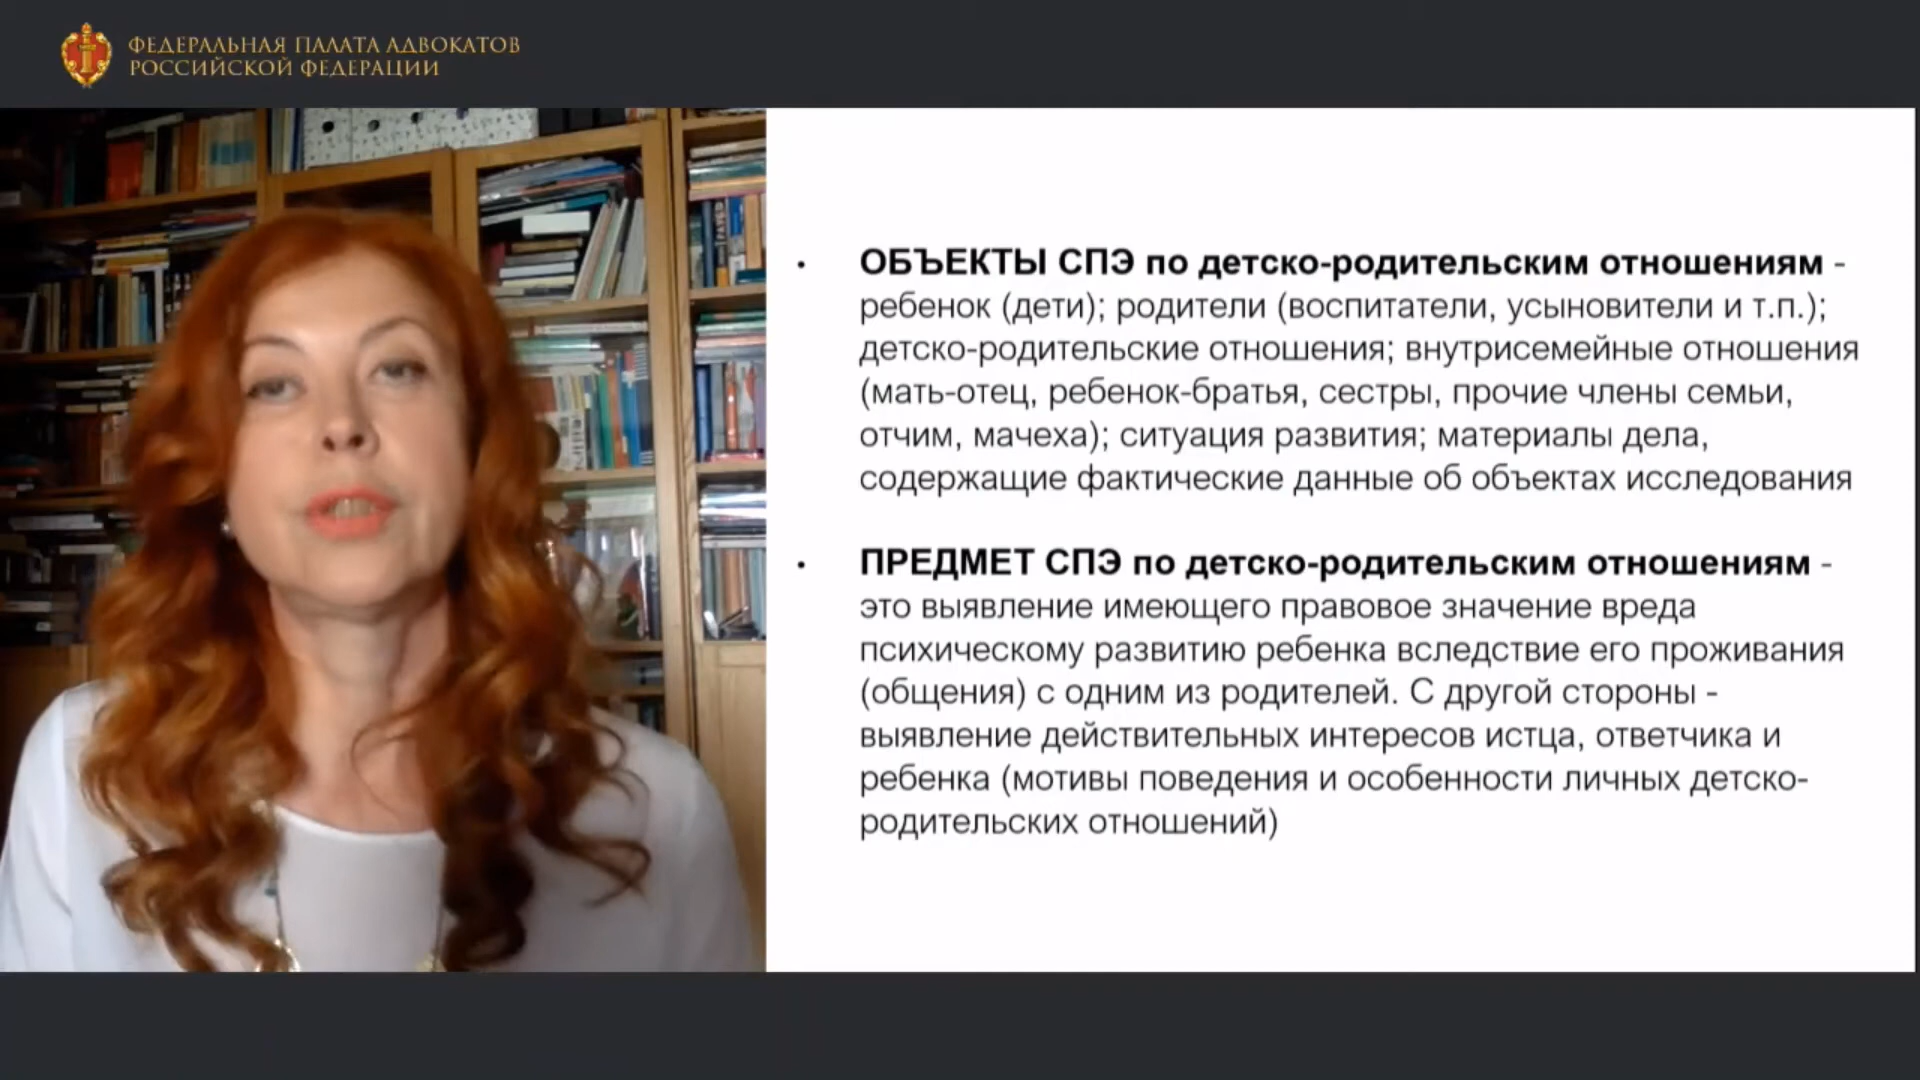 ФЕДЕРАЛЬНАЯ ПАЛАТА АДВОКАТОВ
РОССИЙСКОЙ ФЕДЕРАЦИИ
• ОБЪЕКТЫ СПЭ по детско-родительским отношениям -
ребенок (дети); родители (воспитатели, усыновители и т.п.);
детско-родительские отношения; внутрисемейные отношения
(мать-отец, ребенок-братья, сестры, прочие члены семьи,
отчим, мачеха); ситуация развития; материалы дела,
содержащие фактические данные об объектах исследования
• ПРЕДМЕТ СПЭ по детско-родительским отношениям -
это выявление имеющего правовое значение вреда
психическому развитию ребенка вследствие его проживания
(общения) с одним из родителей. С другой стороны -
выявление действительных интересов истца, ответчика и
ребенка (мотивы поведения и особенности личных детско-
родительских отношений)